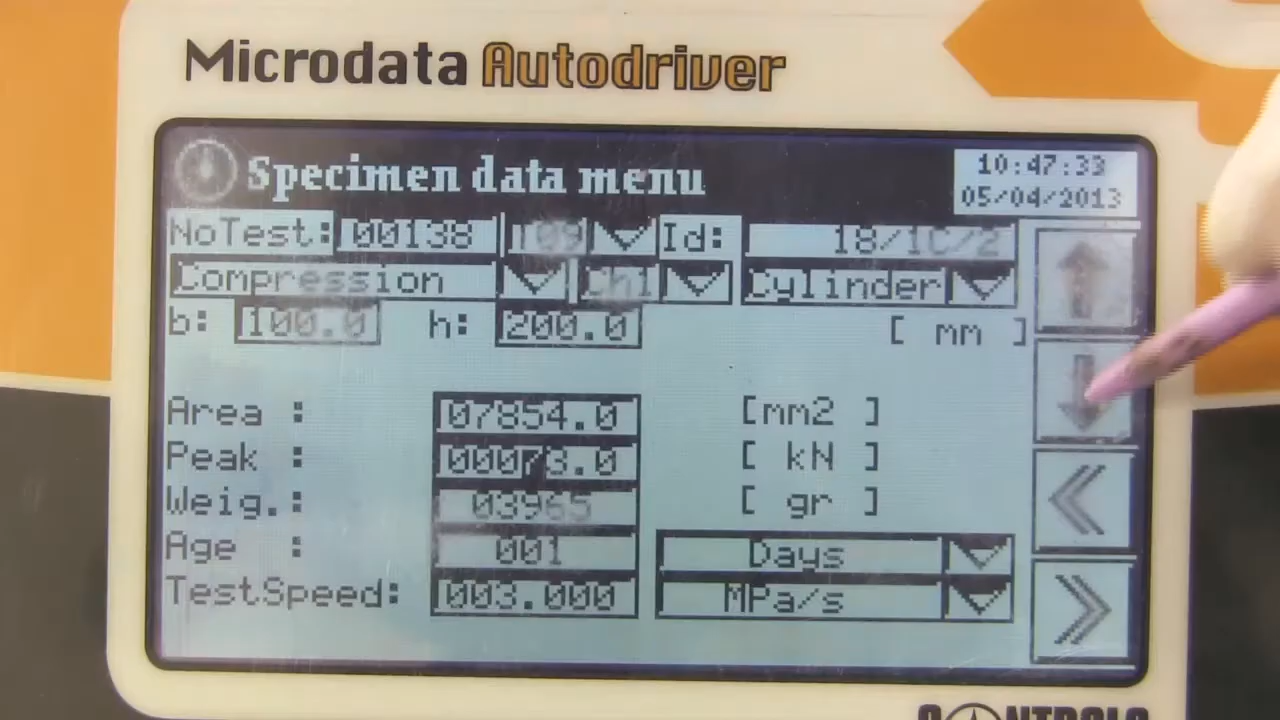 Microdata Autodriver
Specimen data menu
10:47:33
05/04/2013
NoTest: 00138 Id: 18/1C/2
Compression Ch1 Cylinder
b: 100.0 h: 200.0 [ mm ]
Area : 07854.0 [mm2 ]
Peak : 00073.0 [ kN ]
Weig.: 03965 [ gr ]
Age : 001 Days
TestSpeed: 003.000 MPa/s
CONTROLS